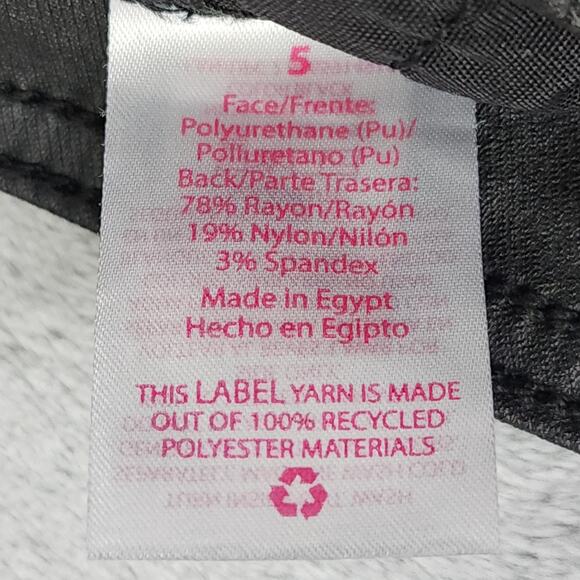 5
Face/Frente:
Polyurethane (Pu)/
Poliuretano (Pu)
Back/Parte Trasera:
78% Rayon/Rayón
19% Nylon/Nilón
3% Spandex
Made in Egypt
Hecho en Egipto
THIS LABEL YARN IS MADE
OUT OF 100% RECYCLED
POLYESTER MATERIALS